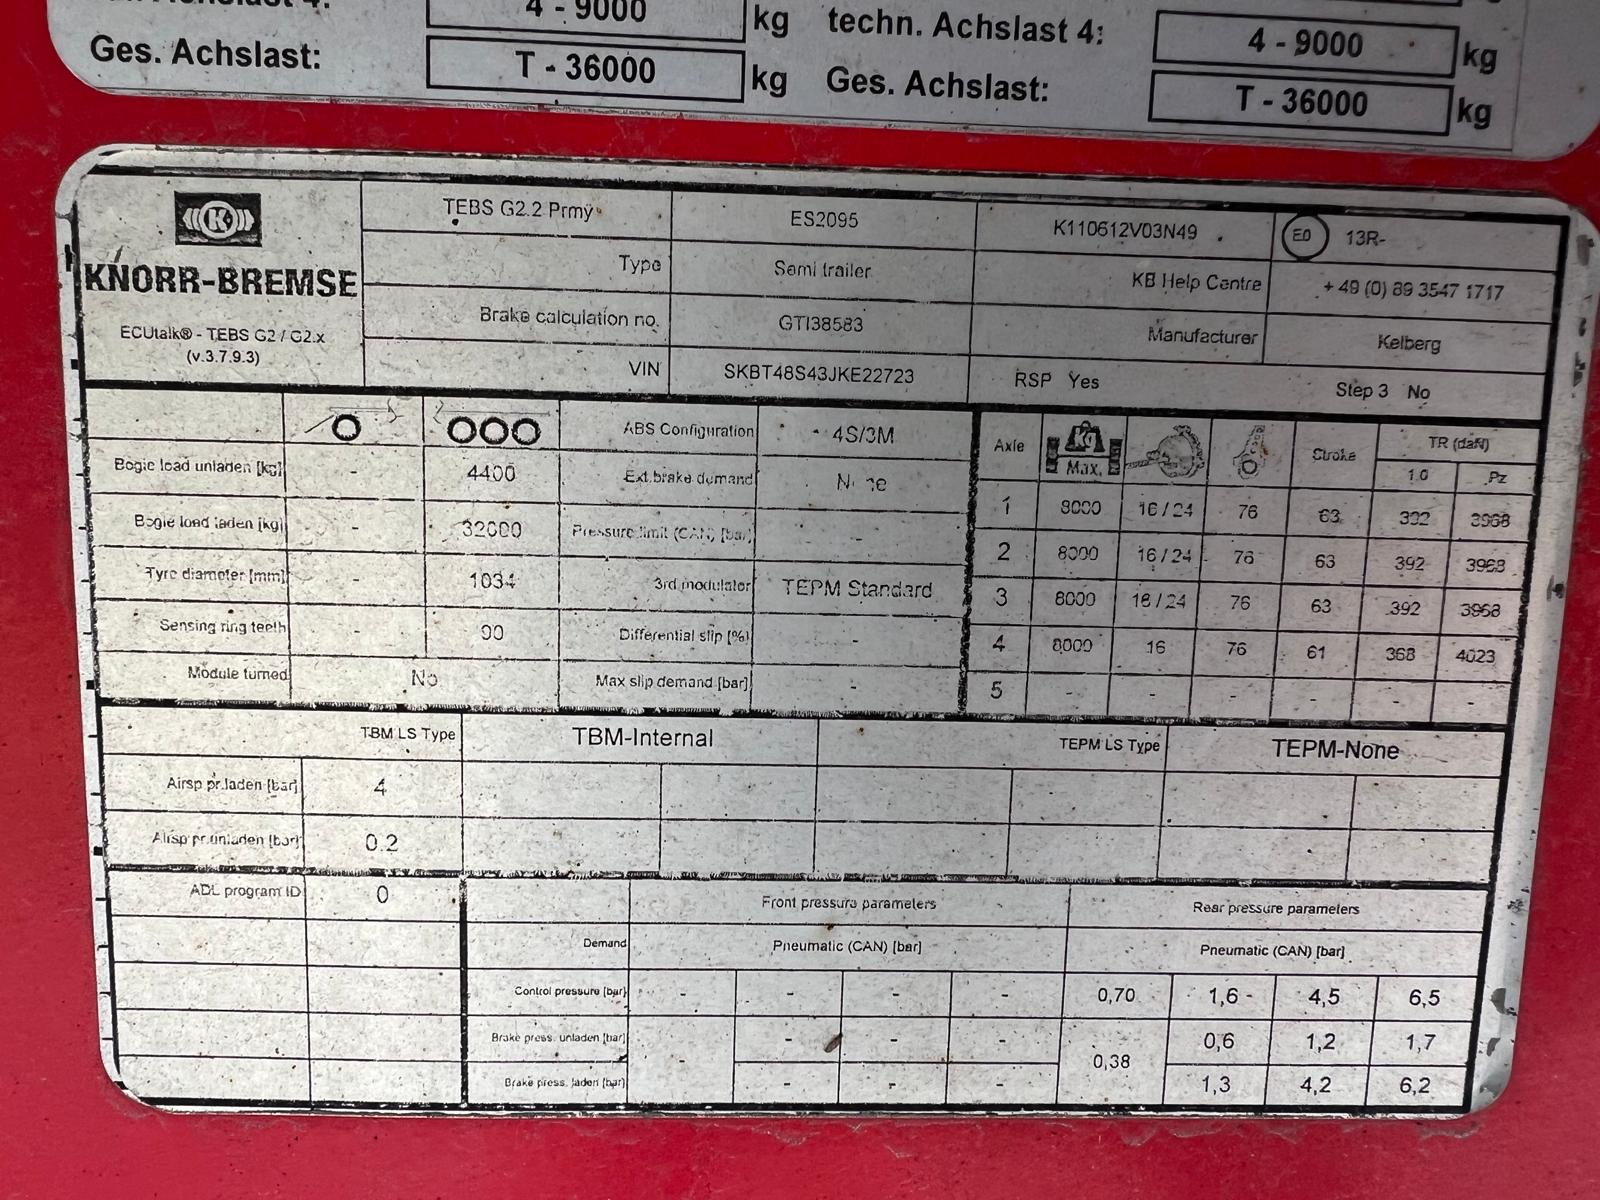 4 - 9000 kg
techn. Achslast 4: 4 - 9000 kg
Ges. Achslast: T - 36000 kg
Ges. Achslast: T - 36000 kg
KNORR-BREMSE
ECUtalk® - TEBS G2 / G2.x
(v.3.7.9.3)
TEBS G2.2 Prmy ES2095 K110612V03N49 E0 13R-
Type Semi trailer KB Help Centre + 49 (0) 89 3547 1717
Brake calculation no. GTI38583 Manufacturer Kelberg
VIN SKBT48S43JKE22723 RSP Yes Step 3 No
ABS Configuration 4S/3M
Bogie load unladen [kg] - 4400 Ext.brake demand None
Bogie load laden [kg] - 32000 Pressure limit (CAN) [bar] -
Tyre diameter [mm] - 1034 3rd modulator TEPM Standard
Sensing ring teeth - 90 Differential slip [%] -
Module turned No Max slip demand [bar] -
Axle Kg Max. Stroke TR (daN)
1.0 Pz
1 8000 16 / 24 76 63 392 3968
2 8000 16 / 24 76 63 392 3968
3 8000 16 / 24 76 63 392 3968
4 8000 16 76 61 368 4023
5 - - - - - -
TBM LS Type TBM-Internal TEPM LS Type TEPM-None
Airsp pr.laden [bar] 4
Airsp pr.unladen [bar] 0.2
ADL program ID 0
Front pressure parameters Rear pressure parameters
Demand Pneumatic (CAN) [bar] Pneumatic (CAN) [bar]
Control pressure [bar] - - - - 0,70 1,6 4,5 6,5
Brake press. unladen [bar] - - - - 0,38 0,6 1,2 1,7
Brake press. laden [bar] - - - 1,3 4,2 6,2